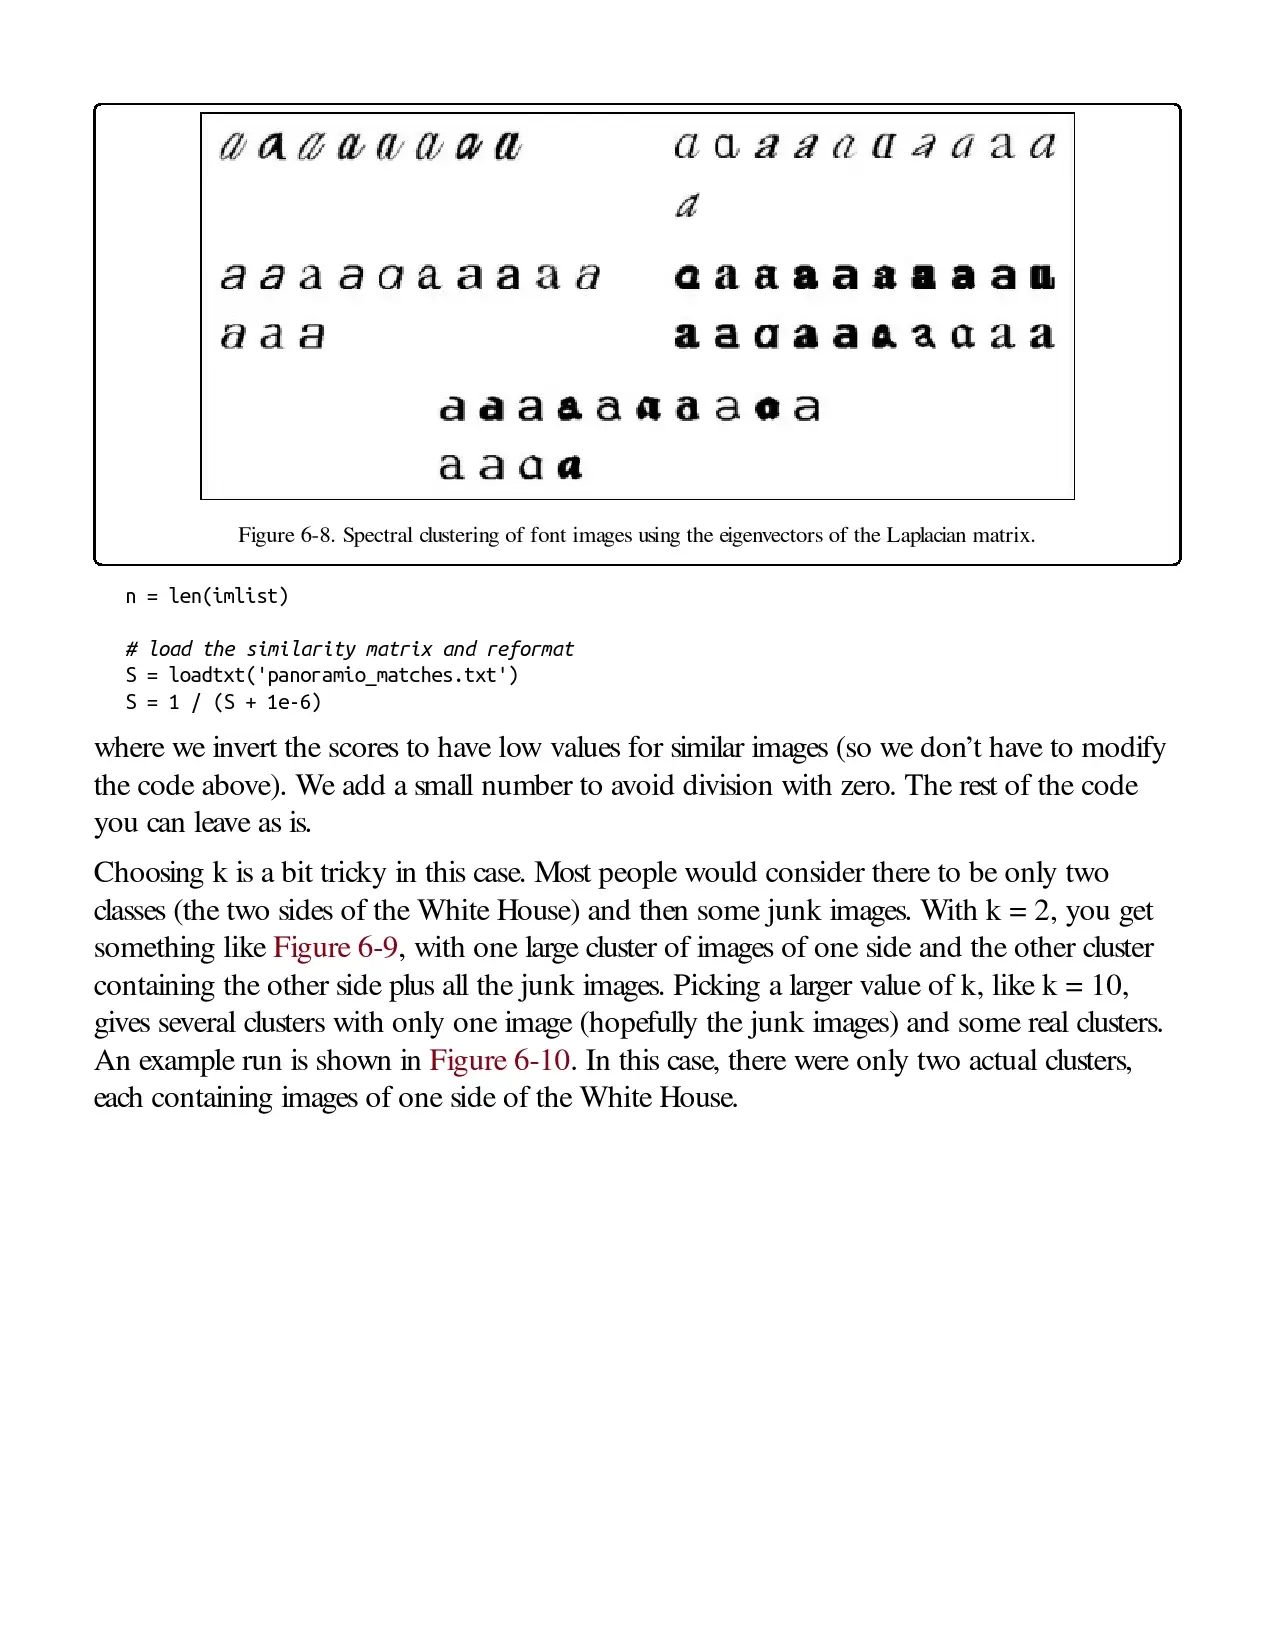 a a a a a a a a
a a a a a a a a a a
a
a a a a a a a a a a
a a a
a a a a a a a a a a
a a a a a a a a a a
a a a a a a a a a a
a a a a
Figure 6-8. Spectral clustering of font images using the eigenvectors of the Laplacian matrix.
n = len(imlist)
# load the similarity matrix and reformat
S = loadtxt('panoramio_matches.txt')
S = 1 / (S + 1e-6)
where we invert the scores to have low values for similar images (so we don’t have to modify
the code above). We add a small number to avoid division with zero. The rest of the code
you can leave as is.
Choosing k is a bit tricky in this case. Most people would consider there to be only two
classes (the two sides of the White House) and then some junk images. With k = 2, you get
something like Figure 6-9, with one large cluster of images of one side and the other cluster
containing the other side plus all the junk images. Picking a larger value of k, like k = 10,
gives several clusters with only one image (hopefully the junk images) and some real clusters.
An example run is shown in Figure 6-10. In this case, there were only two actual clusters,
each containing images of one side of the White House.